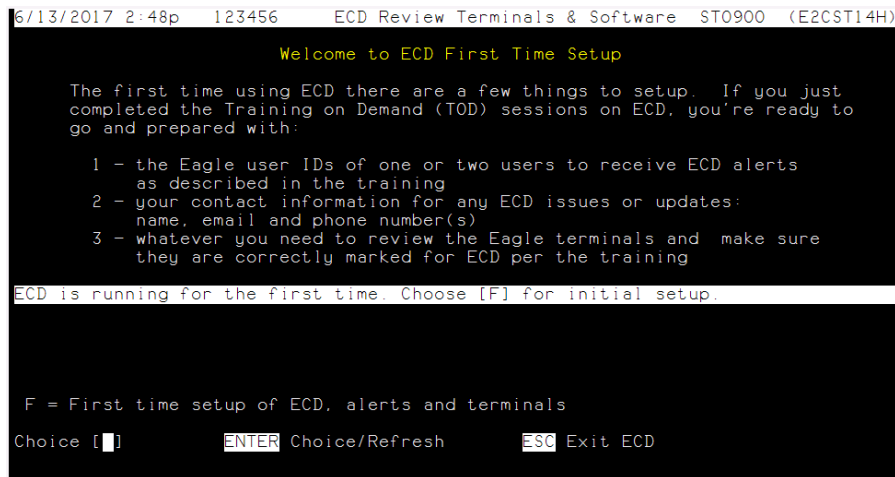 6/13/2017 2:48p 123456 ECD Review Terminals & Software ST0900 (E2CST14H)
Welcome to ECD First Time Setup
The first time using ECD there are a few things to setup. If you just
completed the Training on Demand (TOD) sessions on ECD, you're ready to
go and prepared with:
1 - the Eagle user IDs of one or two users to receive ECD alerts
as described in the training
2 - your contact information for any ECD issues or updates:
name, email and phone number(s)
3 - whatever you need to review the Eagle terminals and make sure
they are correctly marked for ECD per the training
ECD is running for the first time. Choose [F] for initial setup.
F = First time setup of ECD, alerts and terminals
Choice [ ] ENTER Choice/Refresh ESC Exit ECD